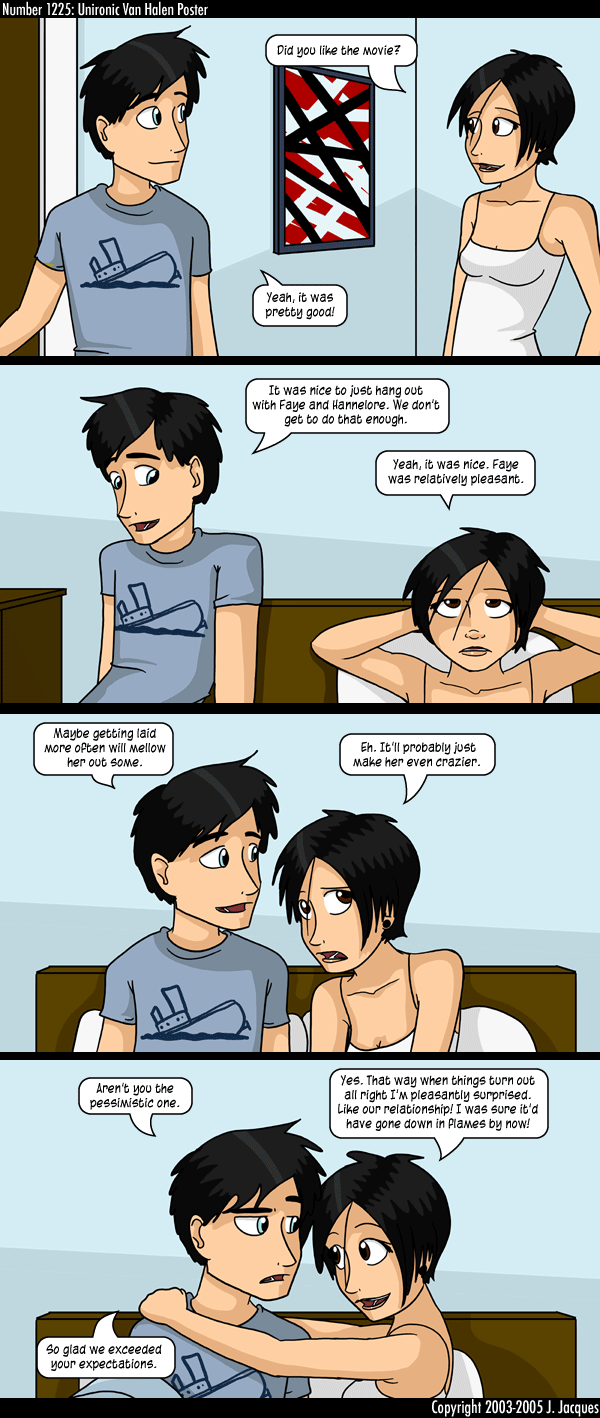 Number 1225: Unironic Van Halen Poster
Did you like the movie?
Yeah, it was
pretty good!
It was nice to just hang out
with Faye and Hannelore. We don't
get to do that enough.
Yeah, it was nice. Faye
was relatively pleasant.
Maybe getting laid
more often will mellow
her out some.
Eh. It'll probably just
make her even crazier.
Aren't you the
pessimistic one.
Yes. That way when things turn out
all right I'm pleasantly surprised.
Like our relationship! I was sure it'd
have gone down in flames by now!
So glad we exceeded
your expectations.
Copyright 2003-2005 J. Jacques